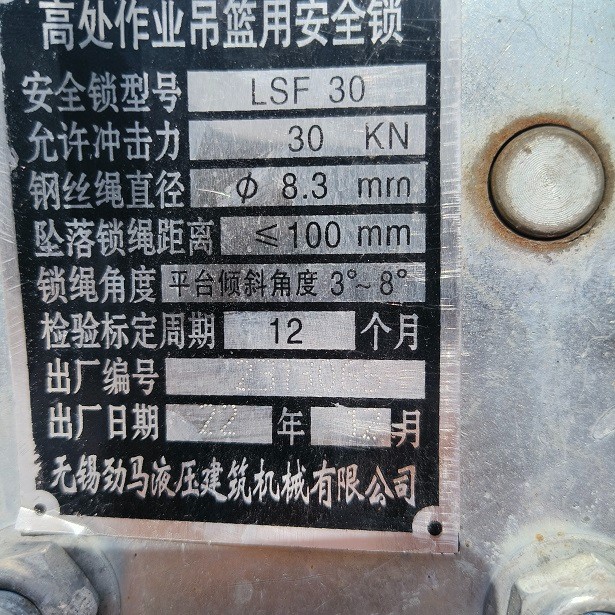 高处作业吊篮用安全锁
安全锁型号 LSF 30
允许冲击力 30 KN
钢丝绳直径 Φ 8.3 mm
坠落锁绳距离 ≤100 mm
锁绳角度 平台倾斜角度 3°~8°
检验标定周期 12 个月
出厂编号
出厂日期 22 年 月
无锡劲马液压建筑机械有限公司